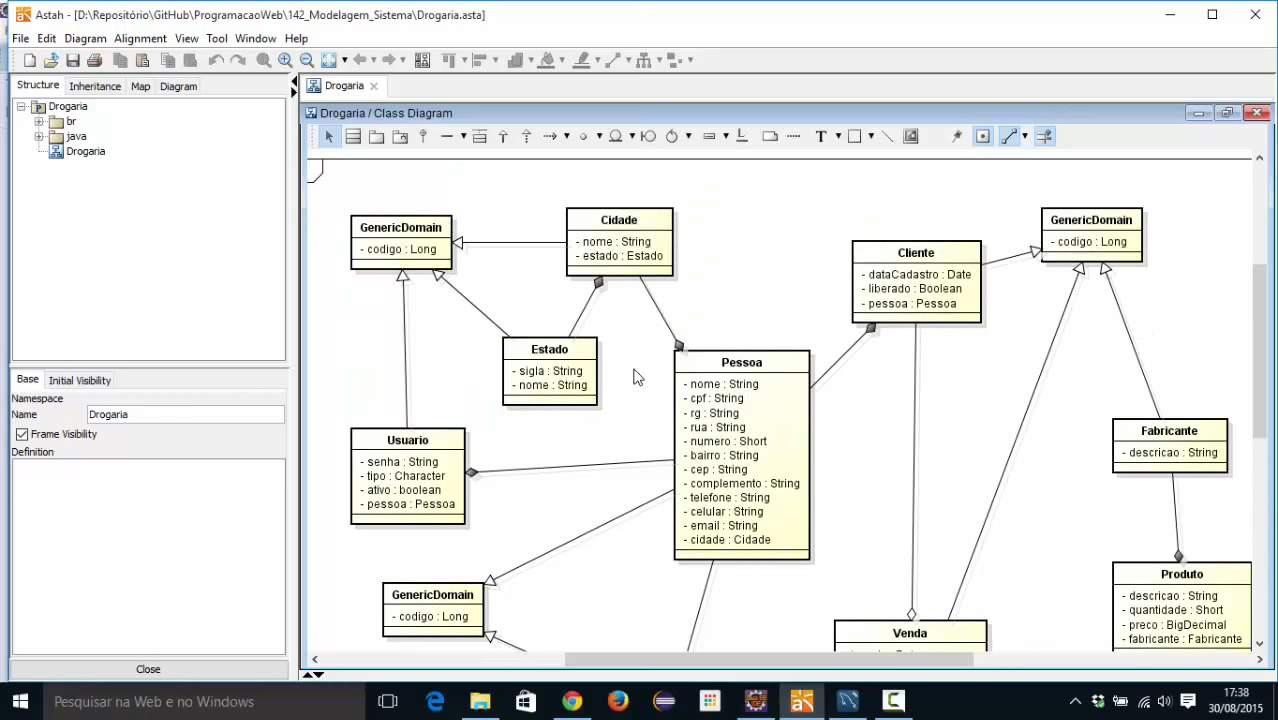 Astah - [D:\Repositório\GitHub\ProgramacaoWeb\142_Modelagem_Sistema\Drogaria.asta]
File Edit Diagram Alignment View Tool Window Help
Structure Inheritance Map Diagram
Drogaria
br
java
Drogaria
Base Initial Visibility
Namespace
Name Drogaria
Frame Visibility
Definition
Close
Drogaria
Drogaria / Class Diagram
T
GenericDomain
- codigo : Long
Cidade
- nome : String
- estado : Estado
Cliente
- dataCadastro : Date
- liberado : Boolean
- pessoa : Pessoa
GenericDomain
- codigo : Long
Estado
- sigla : String
- nome : String
Pessoa
- nome : String
- cpf : String
- rg : String
- rua : String
- numero : Short
- bairro : String
- cep : String
- complemento : String
- telefone : String
- celular : String
- email : String
- cidade : Cidade
Usuario
- senha : String
- tipo : Character
- ativo : boolean
- pessoa : Pessoa
Fabricante
- descricao : String
GenericDomain
- codigo : Long
Venda
Produto
- descricao : String
- quantidade : Short
- preco : BigDecimal
- fabricante : Fabricante
Pesquisar na Web e no Windows
17:38
30/08/2015